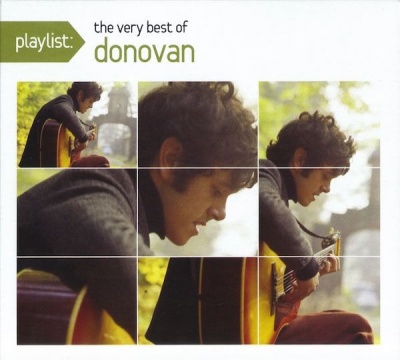 playlist:
the very best of
donovan